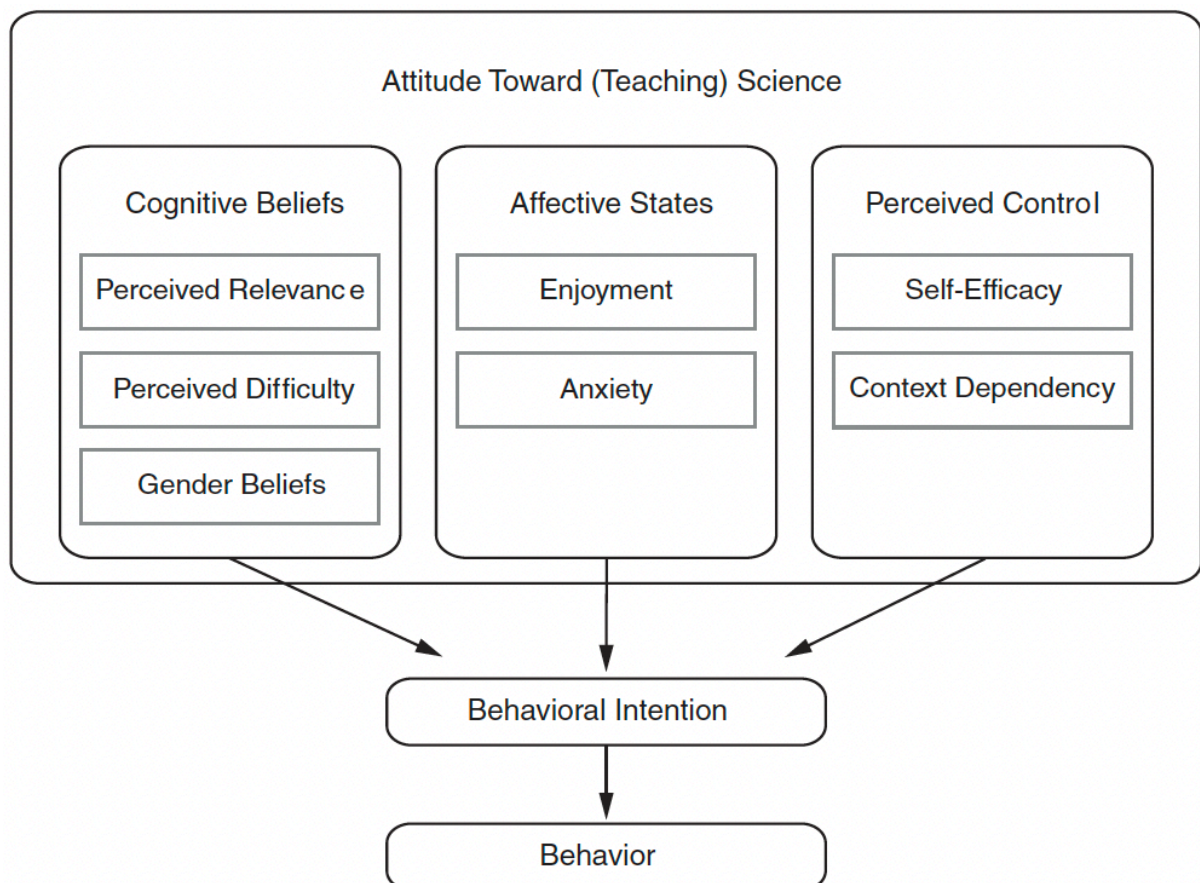 Attitude Toward (Teaching) Science
Cognitive Beliefs
Perceived Relevance
Perceived Difficulty
Gender Beliefs
Affective States
Enjoyment
Anxiety
Perceived Control
Self-Efficacy
Context Dependency
Behavioral Intention
Behavior